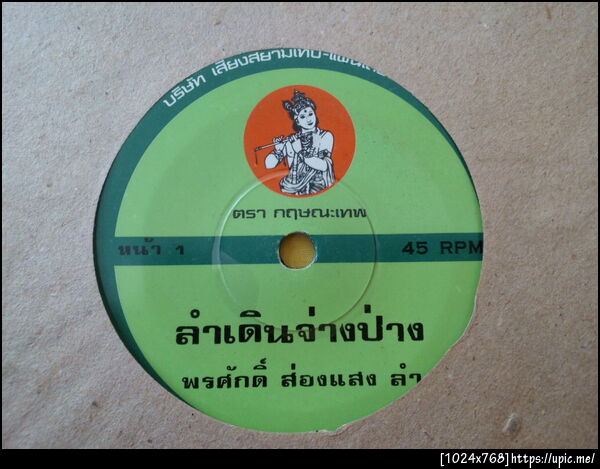 บริษัท เสียงสยามเทป-แผ่นเสีย
ตรา กฤษณะเทพ
หน้า 1 45 RPM
ลำเดินจ่างป่าง
พรศักดิ์ ส่องแสง ลำ
[1024x768]https://upic.me/